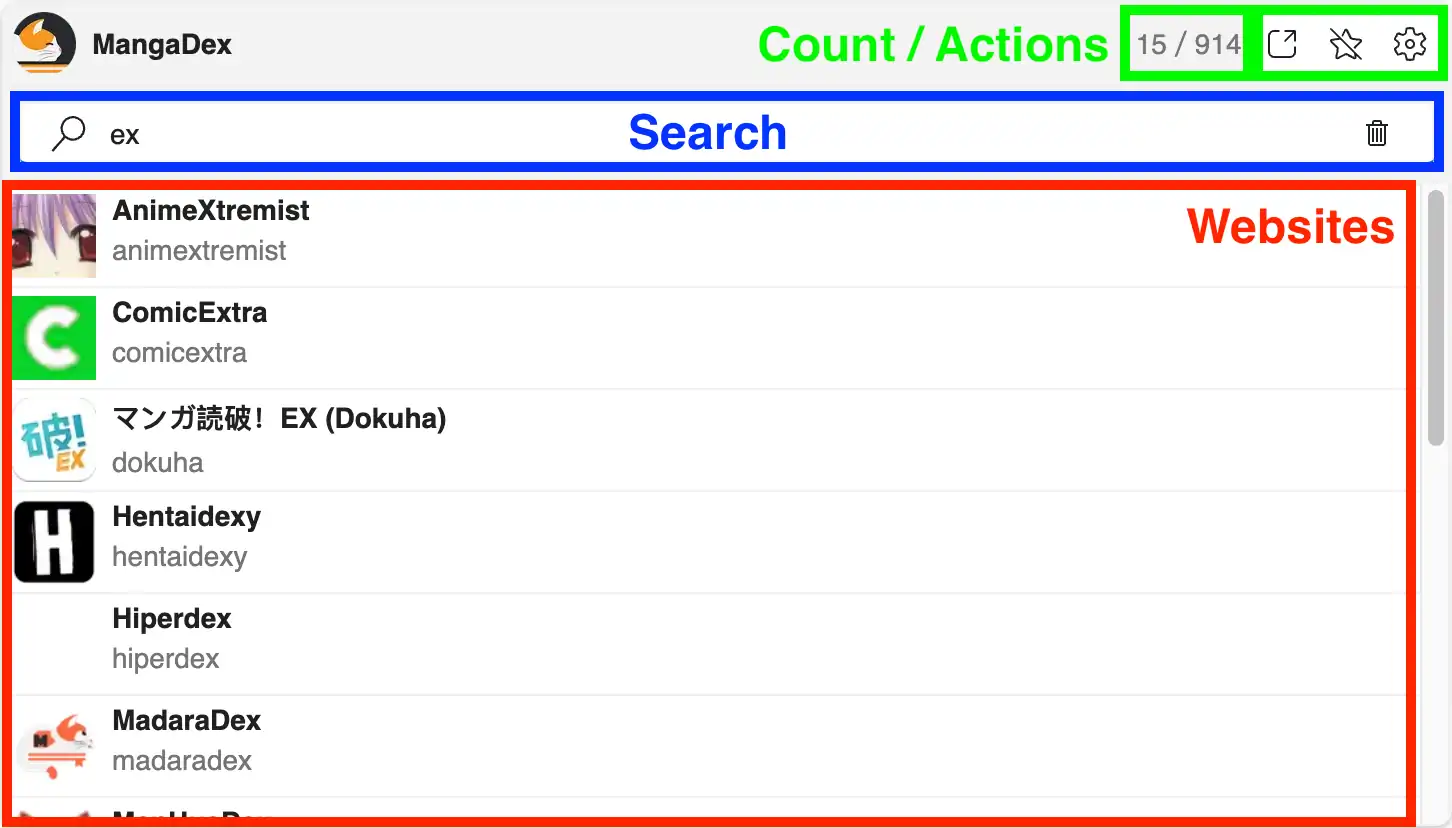 MangaDex
Count / Actions
15 / 914
ex
Search
Websites
AnimeXtremist
animextremist
C
ComicExtra
comicextra
破!
EX
マンガ読破！EX (Dokuha)
dokuha
H
Hentaidexy
hentaidexy
Hiperdex
hiperdex
M
MadaraDex
madaradex